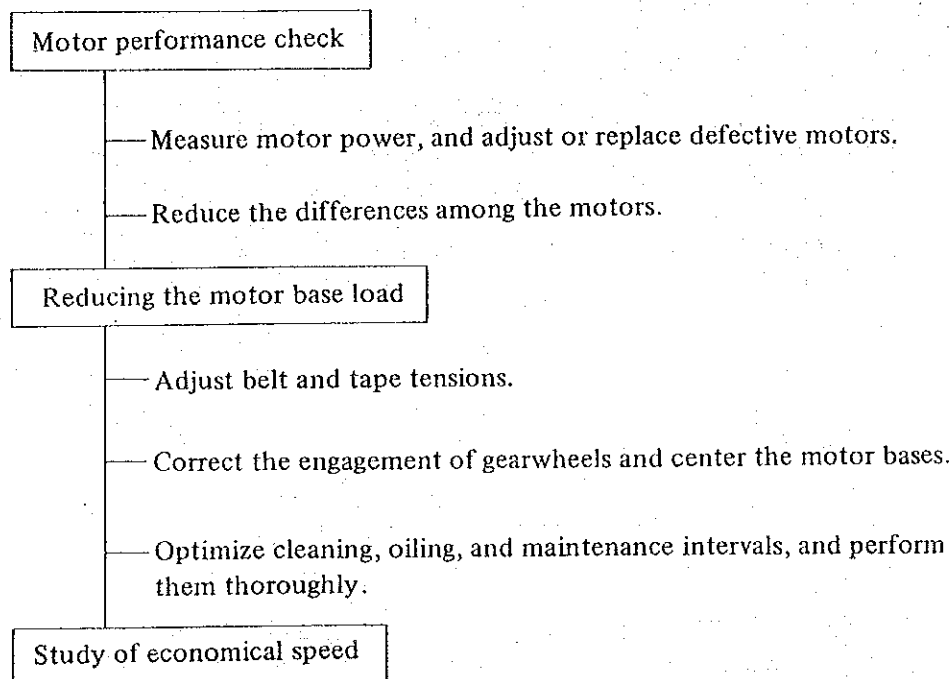 Motor performance check
Measure motor power, and adjust or replace defective motors.
Reduce the differences among the motors.
Reducing the motor base load
Adjust belt and tape tensions.
Correct the engagement of gearwheels and center the motor bases.
Optimize cleaning, oiling, and maintenance intervals, and perform
them thoroughly.
Study of economical speed